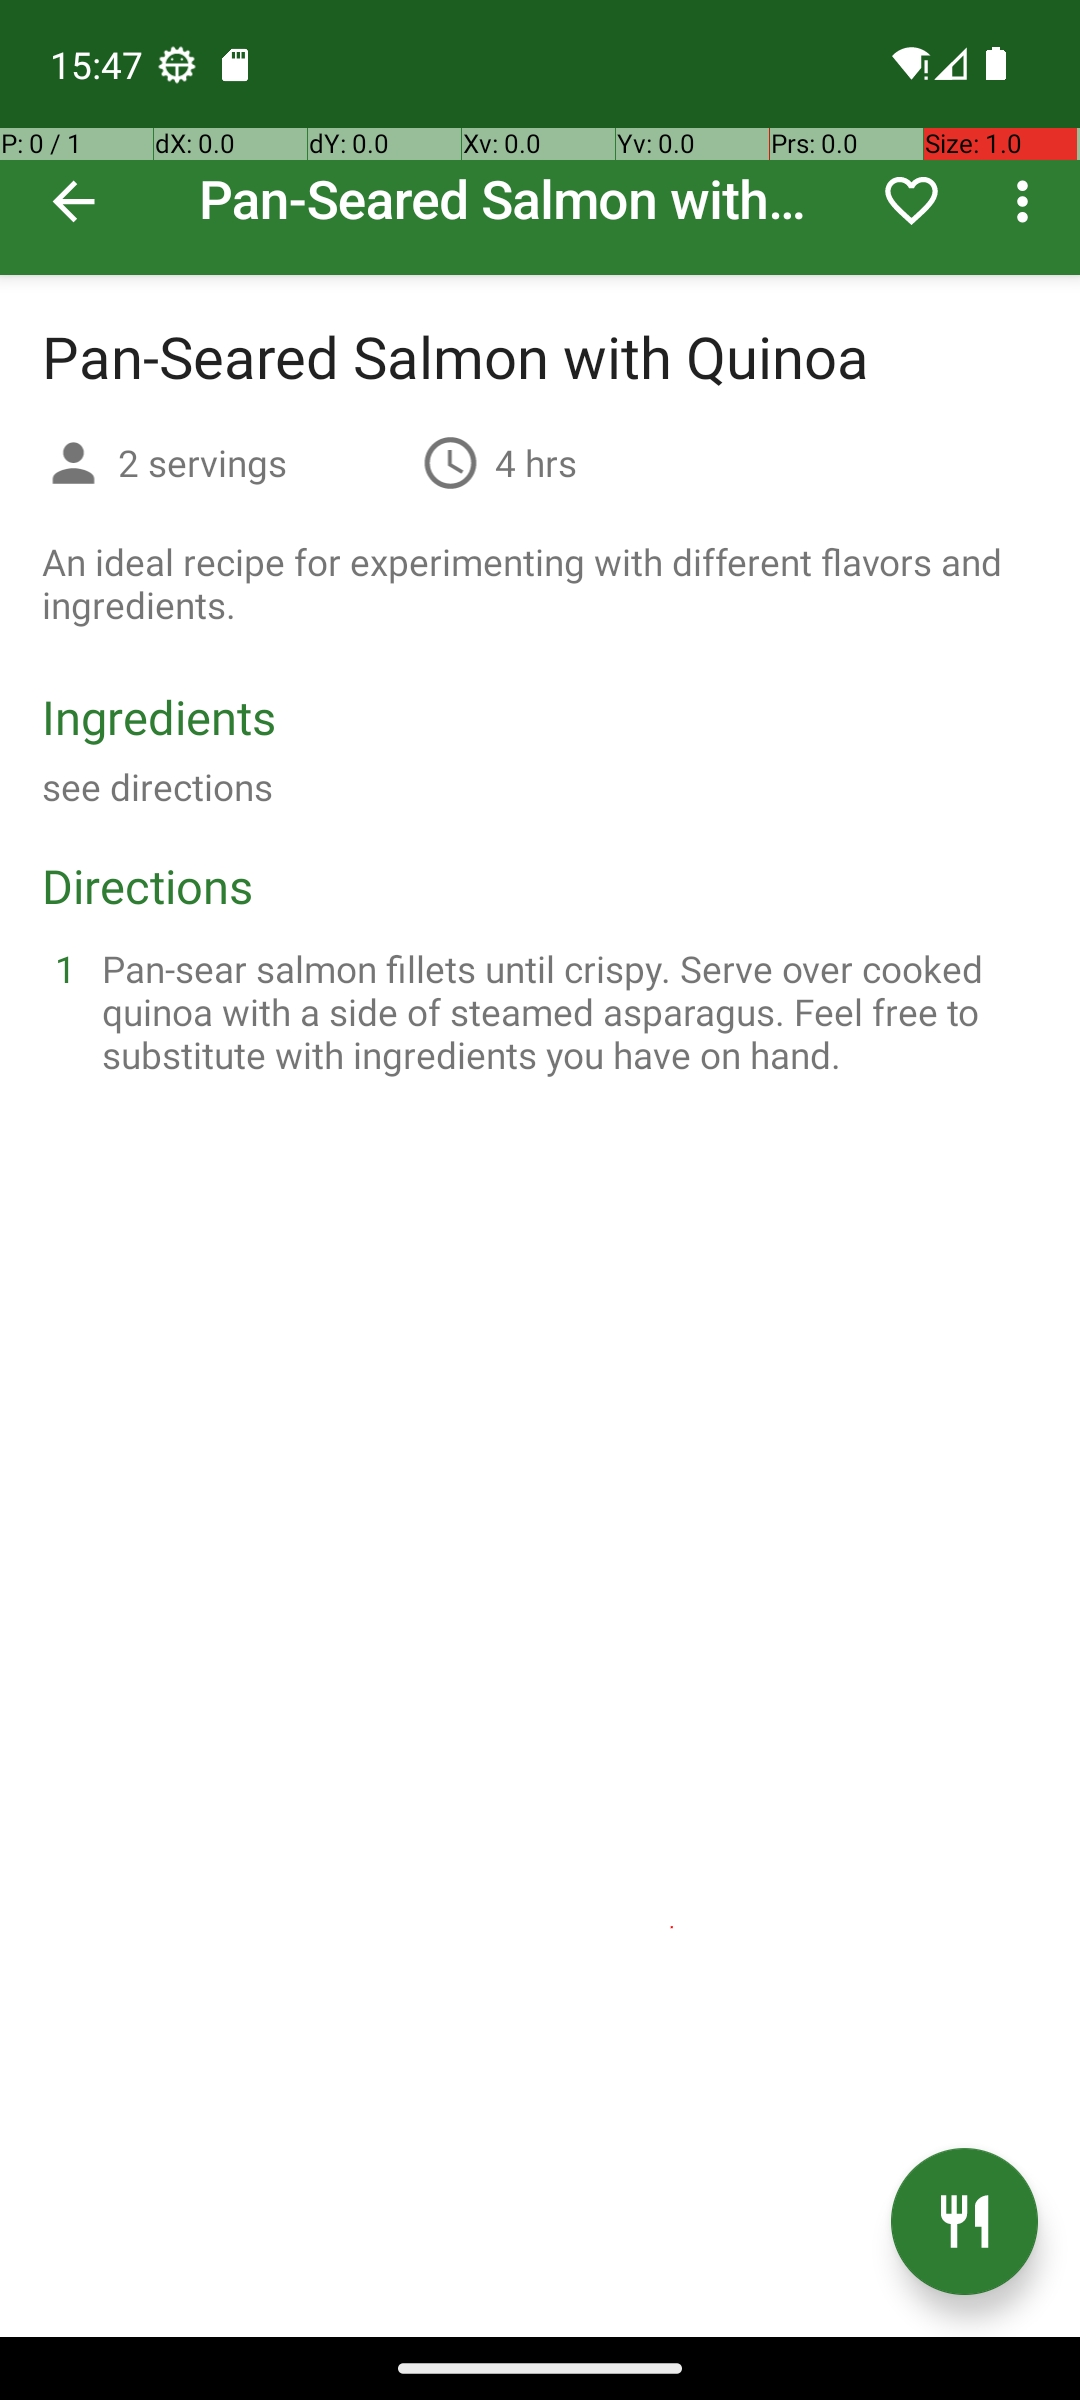 15:47
P: 0 / 1 dX: 0.0 dY: 0.0 Xv: 0.0 Yv: 0.0 Prs: 0.0 Size: 1.0
Pan-Seared Salmon with...
Pan-Seared Salmon with Quinoa
2 servings 4 hrs
An ideal recipe for experimenting with different flavors and
ingredients.
Ingredients
see directions
Directions
1 Pan-sear salmon fillets until crispy. Serve over cooked
quinoa with a side of steamed asparagus. Feel free to
substitute with ingredients you have on hand.